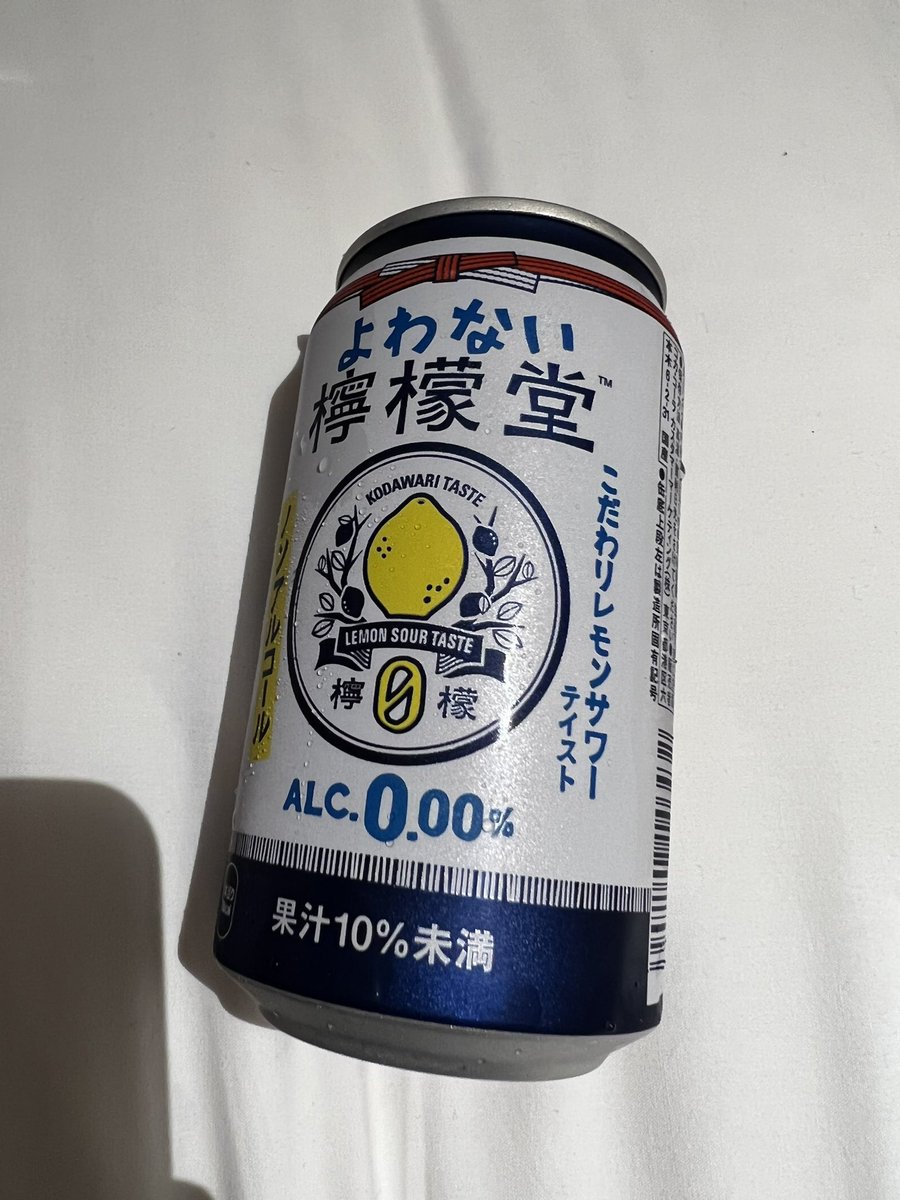 よわない
檸檬堂™
KODAWARI TASTE
LEMON SOUR TASTE
檸0檬
こだわりレモンサワー
テイスト
ノンアルコール
ALC.0.00%
果汁10%未満